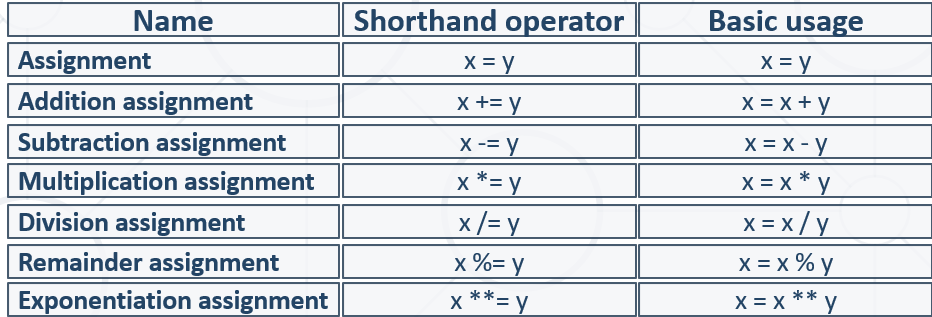 Name Shorthand operator Basic usage
Assignment x = y x = y
Addition assignment x += y x = x + y
Subtraction assignment x -= y x = x - y
Multiplication assignment x *= y x = x * y
Division assignment x /= y x = x / y
Remainder assignment x %= y x = x % y
Exponentiation assignment x **= y x = x ** y